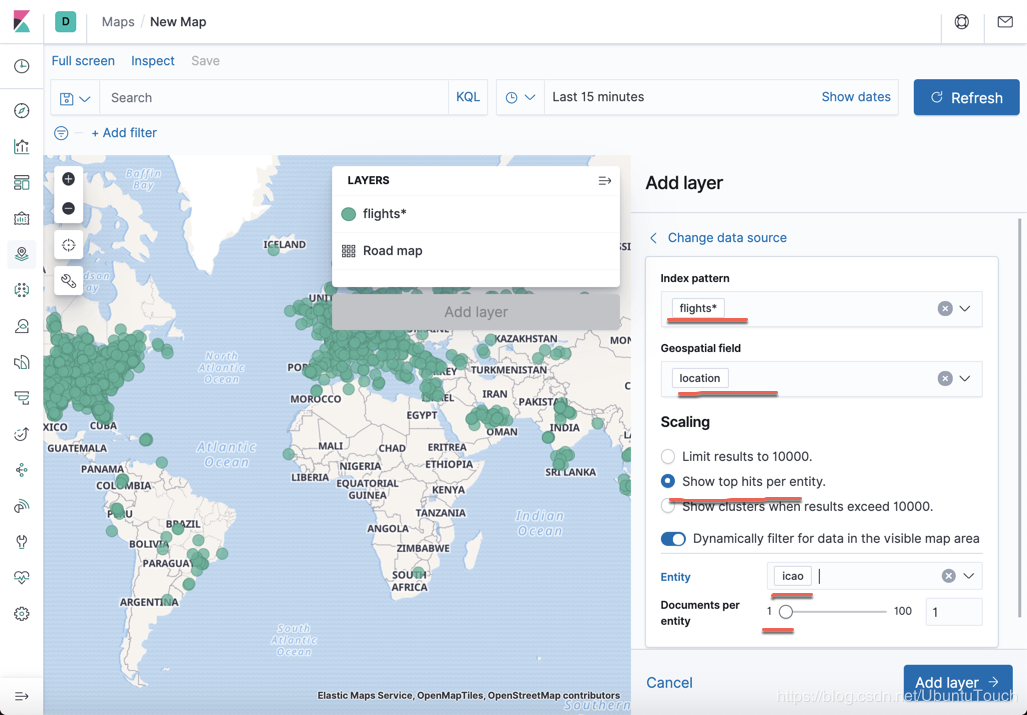 D Maps / New Map
Full screen Inspect Save
Search KQL Last 15 minutes Show dates Refresh
+ Add filter
Baffin
Bay
LAYERS
flights*
Road map
Add layer
ICELAND
North
Atlantic
Ocean
KAZAKHSTAN
TURKMENISTAN
MOROCCO
IRAN
PAKISTAN
EGYPT
OMAN
INDIA
CUBA
GUATEMALA
Atlantic
Ocean
MALI
CHAD
ERITREA
NIGERIA
ETHIOPIA
SRI LANKA
PANAMA
LIBERIA
EQUATORIAL
GUINEA
COLOMBIA
KENYA
TANZANIA
Indian
Ocean
BRAZIL
ANGOLA
BOLIVIA
ZIMBABWE
PARAGUAY
SOUTH
AFRICA
ARGENTINA
South
Atlantic
Ocean
Elastic Maps Service, OpenMapTiles, OpenStreetMap contributors
Southern
Add layer
Change data source
Index pattern
flights*
Geospatial field
location
Scaling
Limit results to 10000.
Show top hits per entity.
Show clusters when results exceed 10000.
Dynamically filter for data in the visible map area
Entity icao
Documents per
entity
1 100 1
Cancel Add layer
https://blog.csdn.net/UbuntuTouch